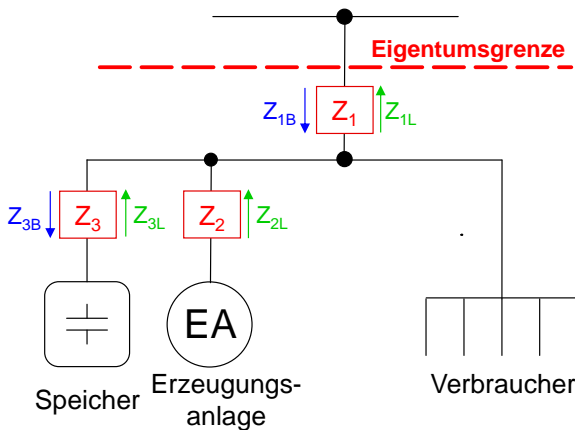 Eigentumsgrenze
Z1B Z1 Z1L
Z3B Z3 Z3L Z2 Z2L
EA
Speicher
Erzeugungs-
anlage
Verbraucher